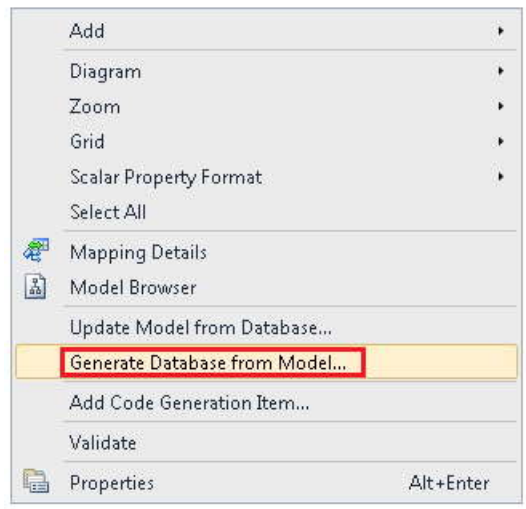 Add
Diagram
Zoom
Grid
Scalar Property Format
Select All
Mapping Details
Model Browser
Update Model from Database...
Generate Database from Model...
Add Code Generation Item...
Validate
Properties Alt+Enter